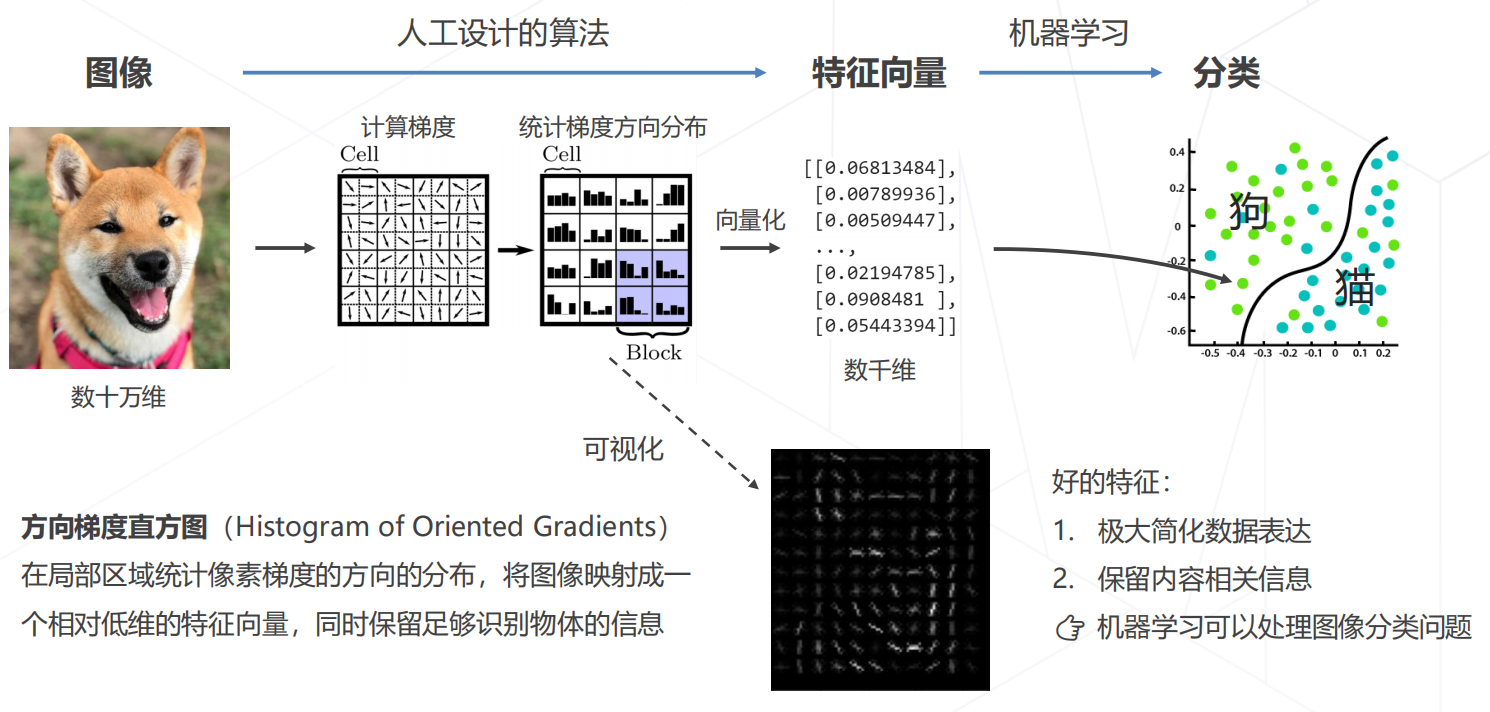 人工设计的算法
机器学习
图像
特征向量
分类
计算梯度
统计梯度方向分布
Cell
Cell
Block
向量化
[[0.06813484],
[0.00789936],
[0.00509447],
...,
[0.02194785],
[0.0908481 ],
[0.05443394]]
数十万维
数千维
0.4
0.2
0
-0.2
-0.4
-0.6
-0.5 -0.4 -0.3 -0.2 -0.1 0 0.1 0.2
狗
猫
可视化
方向梯度直方图（Histogram of Oriented Gradients）
在局部区域统计像素梯度的方向的分布，将图像映射成一
个相对低维的特征向量，同时保留足够识别物体的信息
好的特征：
1. 极大简化数据表达
2. 保留内容相关信息
👉 机器学习可以处理图像分类问题